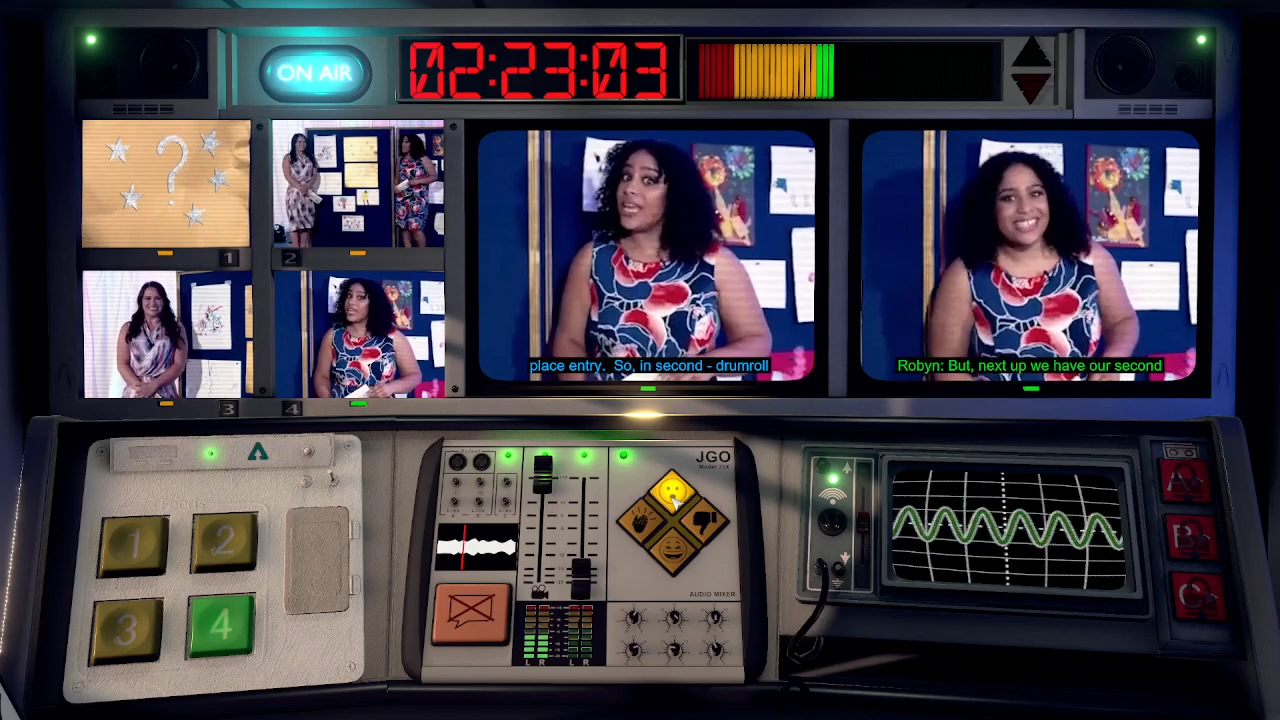 ON AIR
02:23:03
?
1
2
3
4
place entry.  So, in second - drumroll
Robyn: But, next up we have our second
JGO
1
2
3
4
AUDIO MIXER
L R
L R
A
B
C